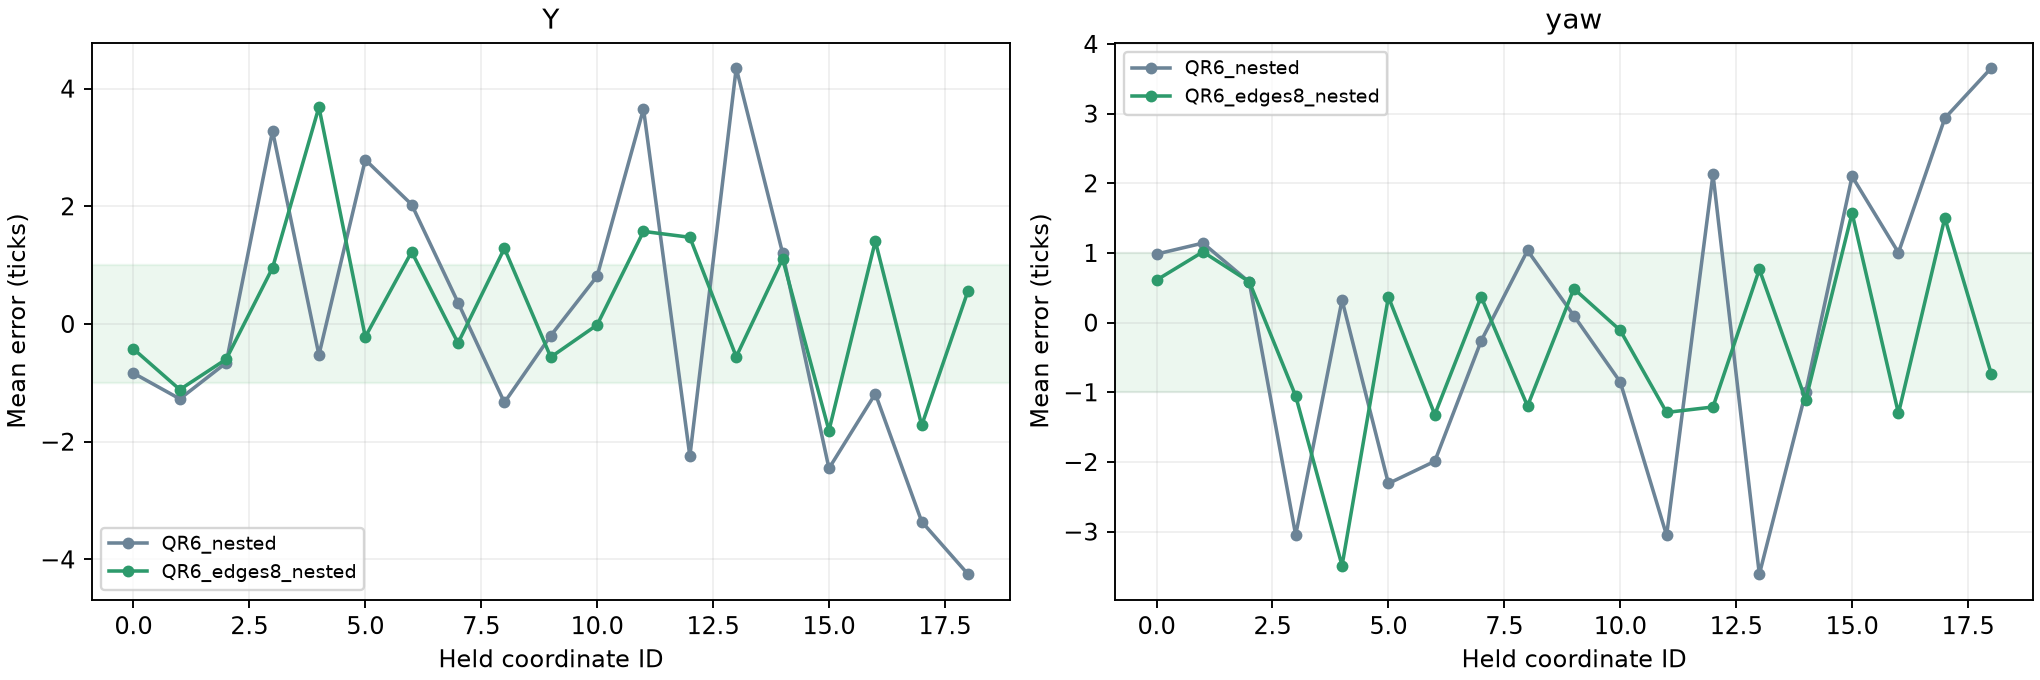 Y
Mean error (ticks)
4
2
0
−2
−4
QR6_nested
QR6_edges8_nested
0.0 2.5 5.0 7.5 10.0 12.5 15.0 17.5
Held coordinate ID
yaw
Mean error (ticks)
4
3
2
1
0
−1
−2
−3
QR6_nested
QR6_edges8_nested
0.0 2.5 5.0 7.5 10.0 12.5 15.0 17.5
Held coordinate ID